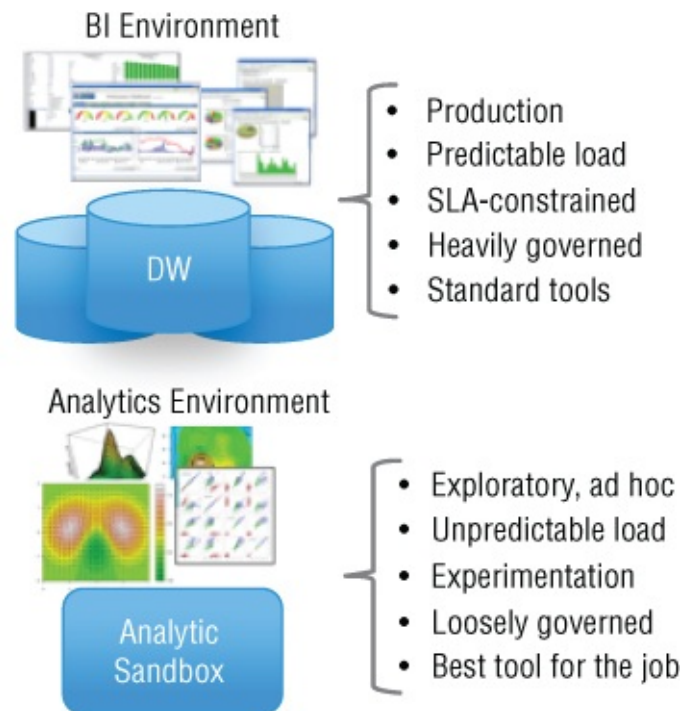 BI Environment
DW
• Production
• Predictable load
• SLA-constrained
• Heavily governed
• Standard tools
Analytics Environment
Analytic
Sandbox
• Exploratory, ad hoc
• Unpredictable load
• Experimentation
• Loosely governed
• Best tool for the job